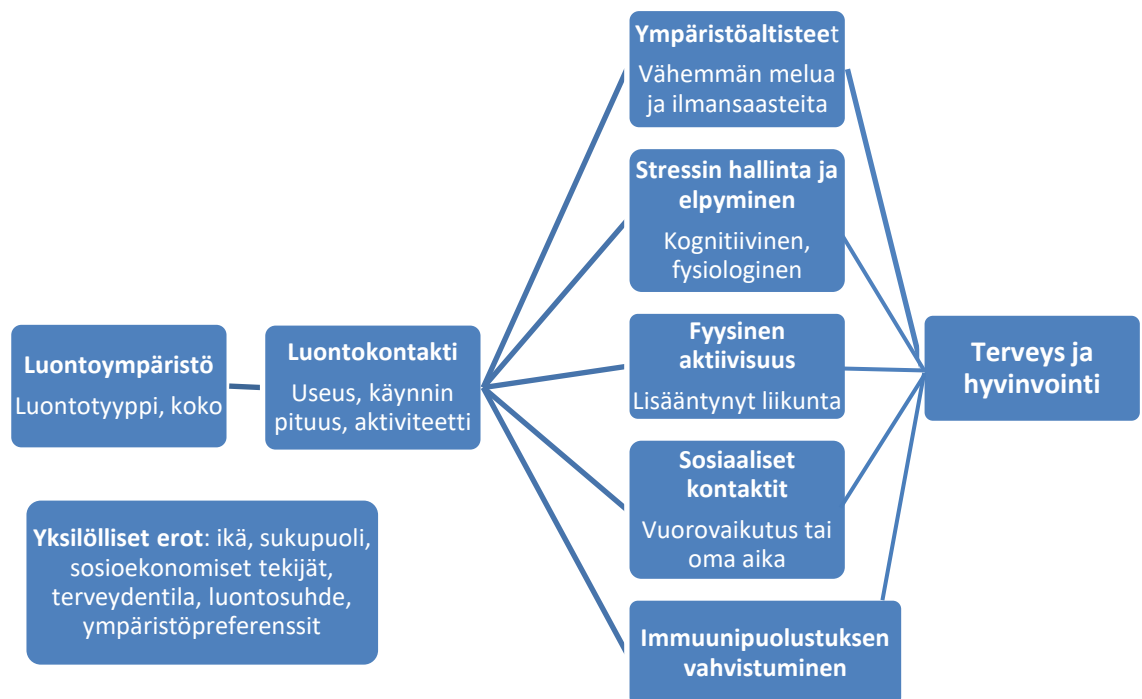 Luontoympäristö
Luontotyyppi, koko
Luontokontakti
Useus, käynnin
pituus, aktiviteetti
Yksilölliset erot: ikä, sukupuoli,
sosioekonomiset tekijät,
terveydentila, luontosuhde,
ympäristöpreferenssit
Ympäristöaltisteet
Vähemmän melua
ja ilmansaasteita
Stressin hallinta ja
elpyminen
Kognitiivinen,
fysiologinen
Fyysinen
aktiivisuus
Lisääntynyt liikunta
Sosiaaliset
kontaktit
Vuorovaikutus tai
oma aika
Immuunipuolustuksen
vahvistuminen
Terveys ja
hyvinvointi